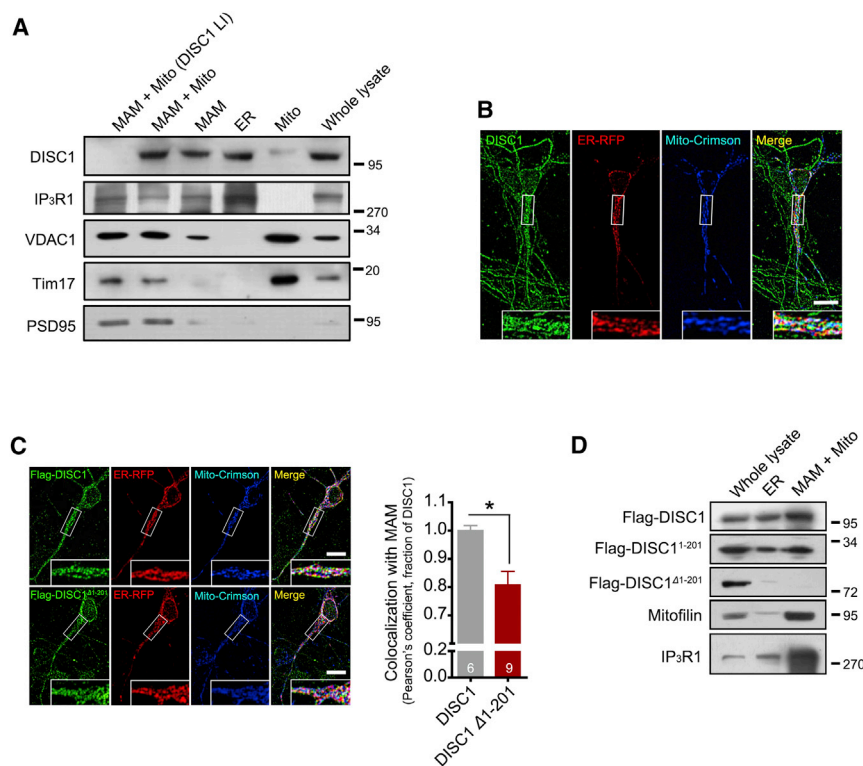 A
MAM + Mito (DISC1 LI)
MAM + Mito
MAM
ER
Mito
Whole lysate
DISC1
95
IP3R1
270
VDAC1
34
Tim17
20
PSD95
95
B
DISC1
ER-RFP
Mito-Crimson
Merge
C
Flag-DISC1
ER-RFP
Mito-Crimson
Merge
Flag-DISC1Δ1-201
ER-RFP
Mito-Crimson
Merge
Colocalization with MAM
(Pearson's coefficient, fraction of DISC1)
1.1
1.0
0.9
0.8
0.7
0.6
0.2
0.0
*
6
9
DISC1
DISC1 Δ1-201
D
Whole lysate
ER
MAM + Mito
Flag-DISC1
95
Flag-DISC11-201
34
Flag-DISC1Δ1-201
72
Mitofilin
95
IP3R1
270